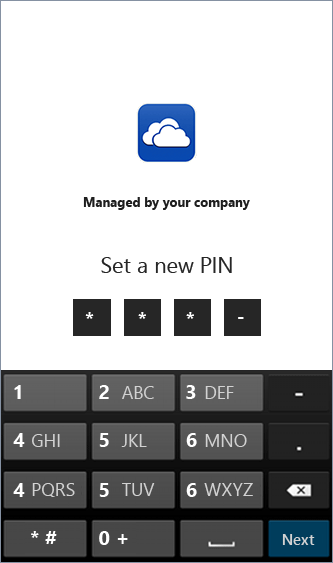 Managed by your company
Set a new PIN
* * * -
1 2 ABC 3 DEF -
4 GHI 5 JKL 6 MNO .
4 PQRS 5 TUV 6 WXYZ
* # 0 + Next